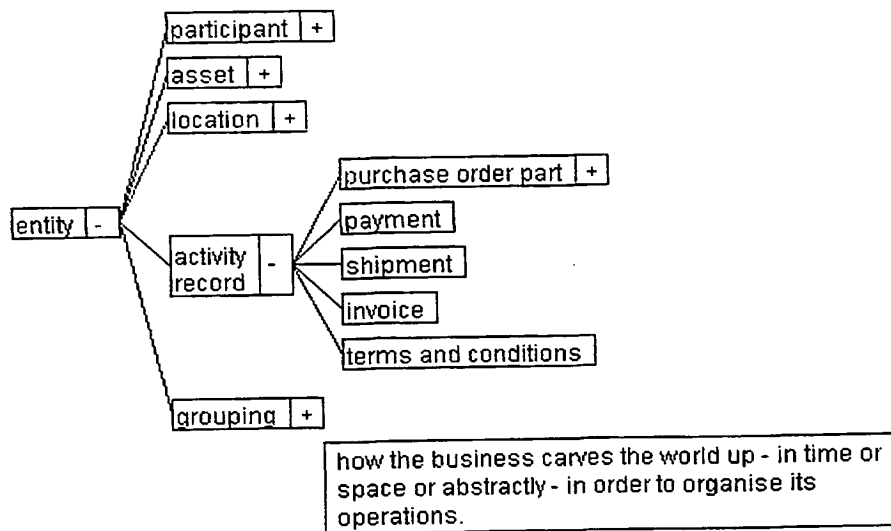 participant +
asset +
location +
purchase order part +
entity -
payment
activity
record -
shipment
invoice
terms and conditions
grouping +
how the business carves the world up - in time or
space or abstractly - in order to organise its
operations.